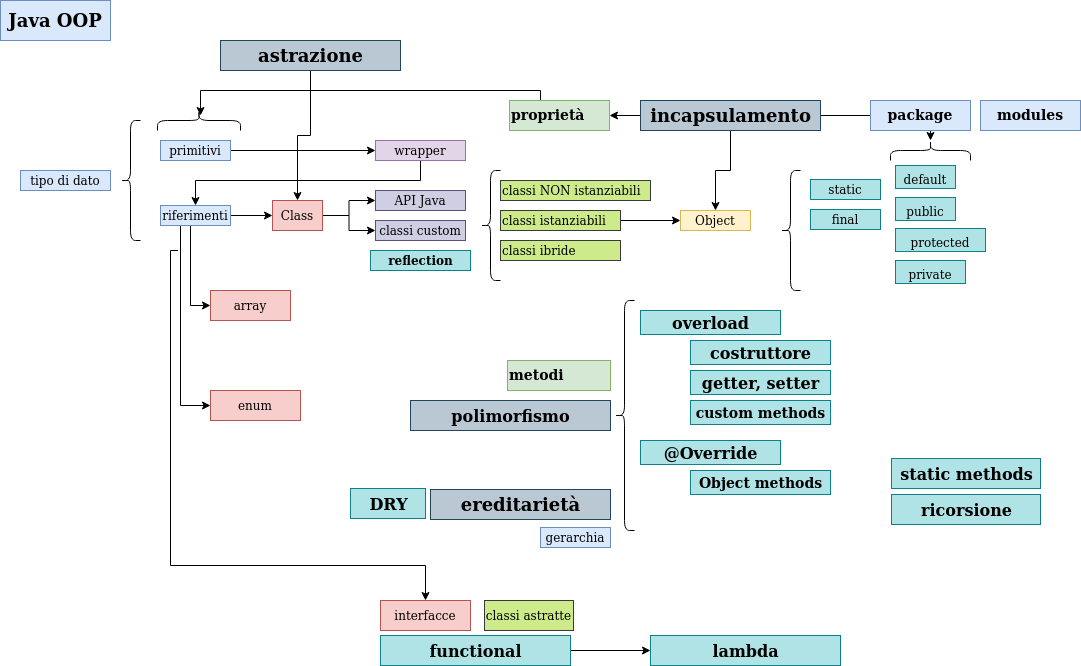 Java OOP
astrazione
proprietà
incapsulamento
package
modules
primitivi
wrapper
tipo di dato
default
static
public
final
protected
private
riferimenti
Class
API Java
classi custom
reflection
classi NON istanziabili
classi istanziabili
classi ibride
Object
array
enum
overload
costruttore
getter, setter
custom methods
metodi
polimorfismo
@Override
Object methods
static methods
ricorsione
DRY
ereditarietà
gerarchia
interfacce
classi astratte
functional
lambda